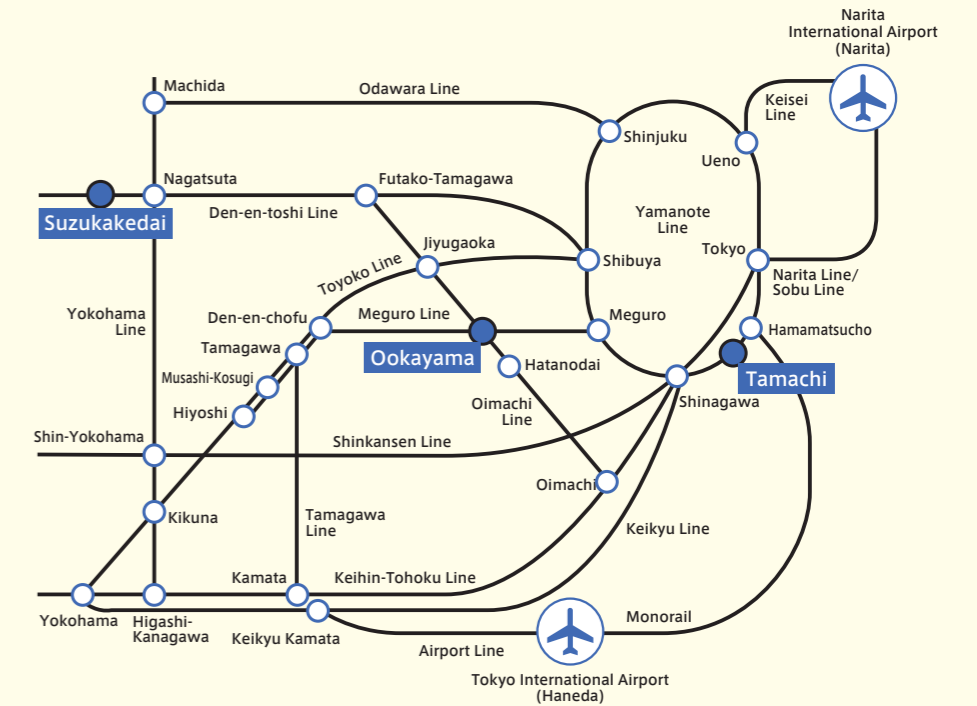 Narita
International Airport
(Narita)
Machida
Odawara Line
Keisei
Line
Shinjuku
Ueno
Nagatsuta
Futako-Tamagawa
Suzukakedai
Den-en-toshi Line
Yamanote
Line
Jiyugaoka
Tokyo
Toyoko Line
Shibuya
Narita Line/
Sobu Line
Yokohama
Line
Den-en-chofu
Meguro Line
Meguro
Hamamatsucho
Tamagawa
Ookayama
Hatanodai
Musashi-Kosugi
Tamachi
Hiyoshi
Oimachi
Line
Shinagawa
Shin-Yokohama
Shinkansen Line
Oimachi
Kikuna
Tamagawa
Line
Keikyu Line
Kamata
Keihin-Tohoku Line
Yokohama
Higashi-
Kanagawa
Keikyu Kamata
Monorail
Airport Line
Tokyo International Airport
(Haneda)